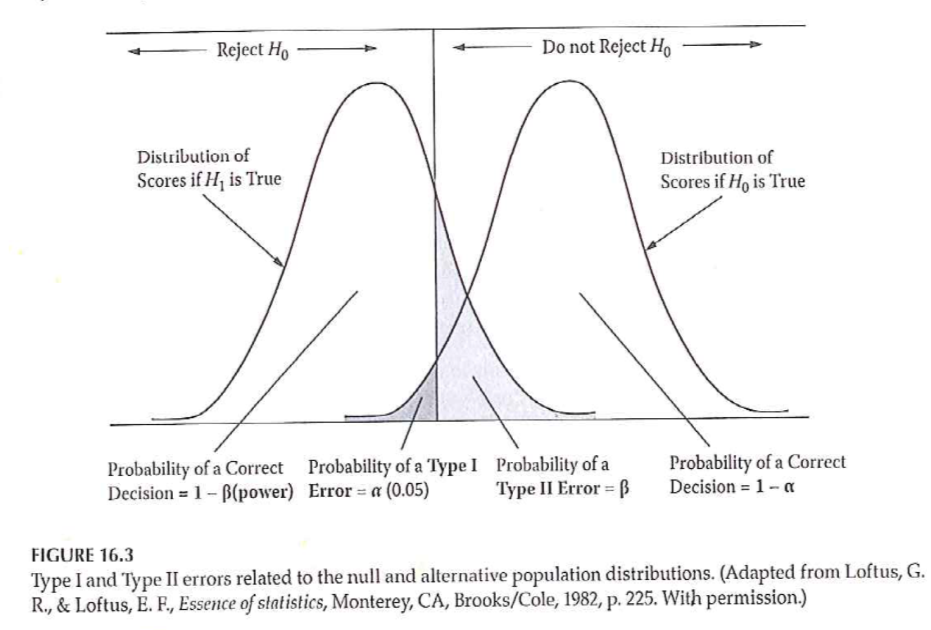 Reject H₀
Do not Reject H₀
Distribution of
Scores if H₁ is True
Distribution of
Scores if H₀ is True
Probability of a Correct
Decision = 1 – β(power)
Probability of a Type I
Error = α (0.05)
Probability of a
Type II Error = β
Probability of a Correct
Decision = 1 – α
FIGURE 16.3
Type I and Type II errors related to the null and alternative population distributions. (Adapted from Loftus, G.
R., & Loftus, E. F., Essence of statistics, Monterey, CA, Brooks/Cole, 1982, p. 225. With permission.)